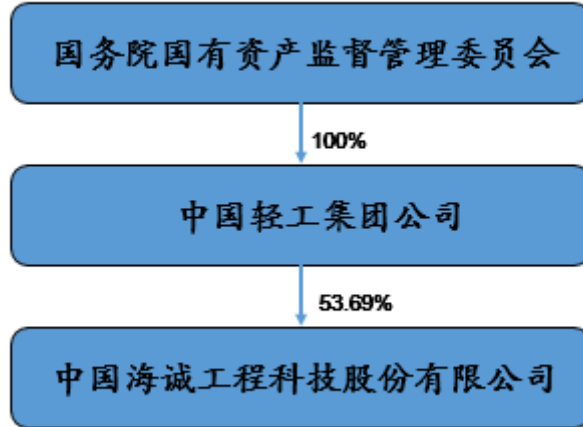 国务院国有资产监督管理委员会
100%
中国轻工集团公司
53.69%
中国海诚工程科技股份有限公司